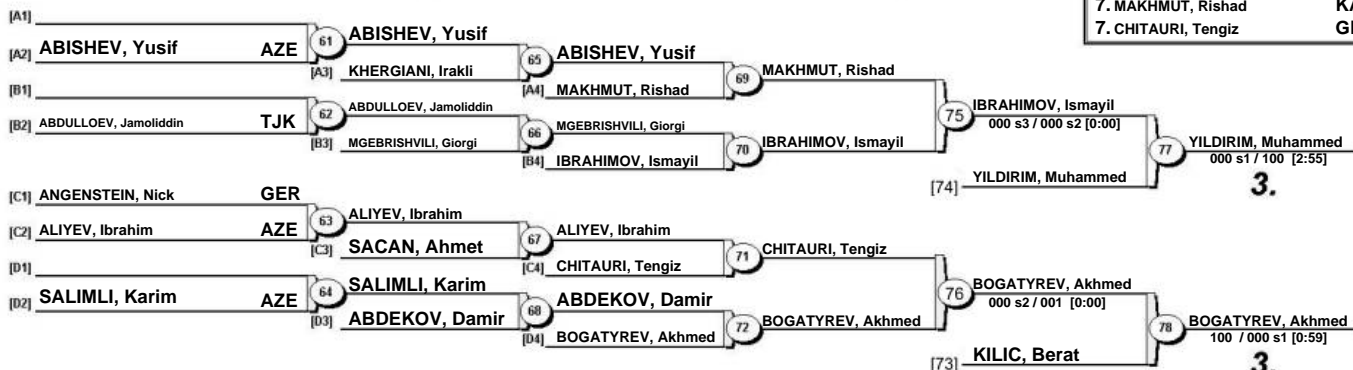 7. MAKHMUT, Rishad
7. CHITAURI, Tengiz
[A1]
[A2] ABISHEV, Yusif AZE
61
ABISHEV, Yusif
[A3] KHERGIANI, Irakli
65
ABISHEV, Yusif
[A4] MAKHMUT, Rishad
69
MAKHMUT, Rishad
[B1]
[B2] ABDULLOEV, Jamoliddin TJK
62
ABDULLOEV, Jamoliddin
[B3] MGEBRISHVILI, Giorgi
66
MGEBRISHVILI, Giorgi
[B4] IBRAHIMOV, Ismayil
70
IBRAHIMOV, Ismayil
75
IBRAHIMOV, Ismayil
000 s3 / 000 s2 [0:00]
[74] YILDIRIM, Muhammed
77
YILDIRIM, Muhammed
000 s1 / 100 [2:55]
3.
[C1] ANGENSTEIN, Nick GER
[C2] ALIYEV, Ibrahim AZE
63
ALIYEV, Ibrahim
[C3] SACAN, Ahmet
67
ALIYEV, Ibrahim
[C4] CHITAURI, Tengiz
71
CHITAURI, Tengiz
[D1]
[D2] SALIMLI, Karim AZE
64
SALIMLI, Karim
[D3] ABDEKOV, Damir
68
ABDEKOV, Damir
[D4] BOGATYREV, Akhmed
72
BOGATYREV, Akhmed
76
BOGATYREV, Akhmed
000 s2 / 001 [0:00]
[73] KILIC, Berat
78
BOGATYREV, Akhmed
100 / 000 s1 [0:59]
3.